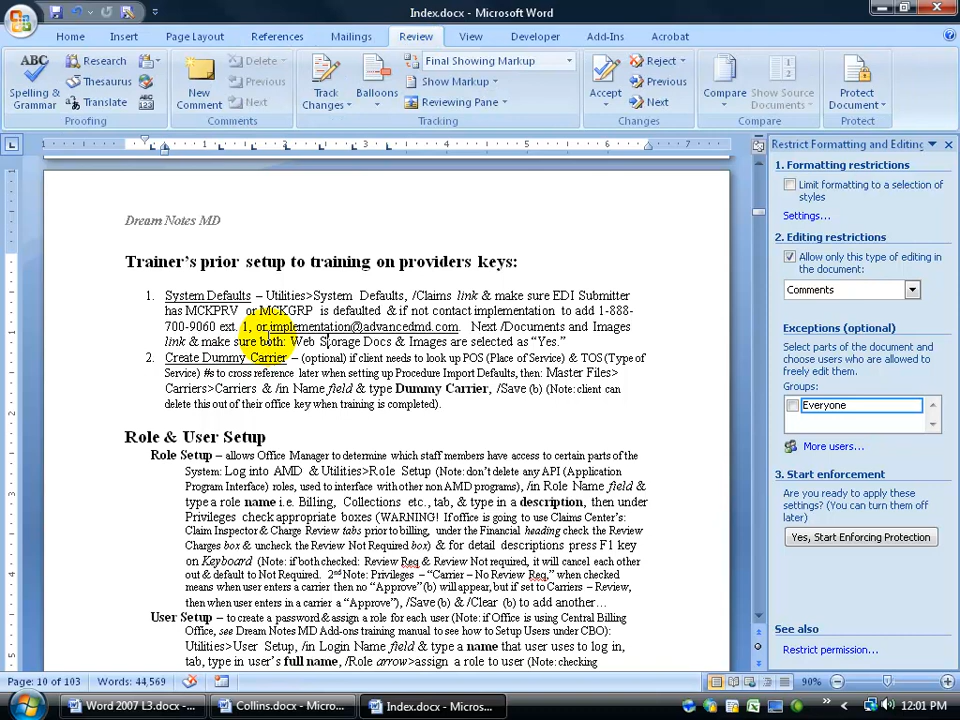 Index.docx - Microsoft Word
Home Insert Page Layout References Mailings Review View Developer Add-Ins Acrobat
ABC
Spelling & Grammar
Research
Thesaurus
Translate
ABC 123
Proofing
New Comment
Delete
Previous
Next
Comments
Track Changes
Balloons
Final Showing Markup
Show Markup
Reviewing Pane
Tracking
Accept
Reject
Previous
Next
Changes
Compare
Show Source Documents
Compare
Protect Document
Protect
Dream Notes MD
Trainer's prior setup to training on providers keys:
1. System Defaults – Utilities>System Defaults, /Claims link & make sure EDI Submitter
has MCKPRV or MCKGRP is defaulted & if not contact implementation to add 1-888-
700-9060 ext. 1, or implementation@advancedmd.com. Next /Documents and Images
link & make sure both: Web Storage Docs & Images are selected as "Yes."
2. Create Dummy Carrier – (optional) if client needs to look up POS (Place of Service) & TOS (Type of
Service) #s to cross reference later when setting up Procedure Import Defaults, then: Master Files>
Carriers>Carriers & /in Name field & type Dummy Carrier, /Save (b) (Note: client can
delete this out of their office key when training is completed).
Role & User Setup
Role Setup – allows Office Manager to determine which staff members have access to certain parts of the
System: Log into AMD & Utilities>Role Setup (Note: don't delete any API (Application
Program Interface) roles, used to interface with other non AMD programs), /in Role Name field &
type a role name i.e. Billing, Collections etc., tab, & type in a description, then under
Privileges check appropriate boxes (WARNING! If office is going to use Claims Center's:
Claim Inspector & Charge Review tabs prior to billing, under the Financial heading check the Review
Charges box & uncheck the Review Not Required box) & for detail descriptions press F1 key
on Keyboard (Note: if both checked: Review Req & Review Not required, it will cancel each other
out & default to Not Required. 2nd Note: Privileges – "Carrier – No Review Req," when checked
means when user enters a carrier then no "Approve" (b) will appear, but if set to Carriers – Review,
then when user enters in a carrier a "Approve"), /Save (b) & /Clear (b) to add another…
User Setup – to create a password & assign a role for each user (Note: if Office is using Central Billing
Office, see Dream Notes MD Add-ons training manual to see how to Setup Users under CBO):
Utilities>User Setup, /in Login Name field & type a name that user uses to log in,
tab, type in user's full name, /Role arrow>assign a role to user (Note: checking
Restrict Formatting and Editing
1. Formatting restrictions
Limit formatting to a selection of styles
Settings...
2. Editing restrictions
Allow only this type of editing in the document:
Comments
Exceptions (optional)
Select parts of the document and choose users who are allowed to freely edit them.
Groups:
Everyone
More users...
3. Start enforcement
Are you ready to apply these settings? (You can turn them off later)
Yes, Start Enforcing Protection
See also
Restrict permission...
Page: 10 of 103 Words: 44,569 90%
Word 2007 L3.docx -... Collins.docx - Micros... Index.docx - Micros... 12:01 PM